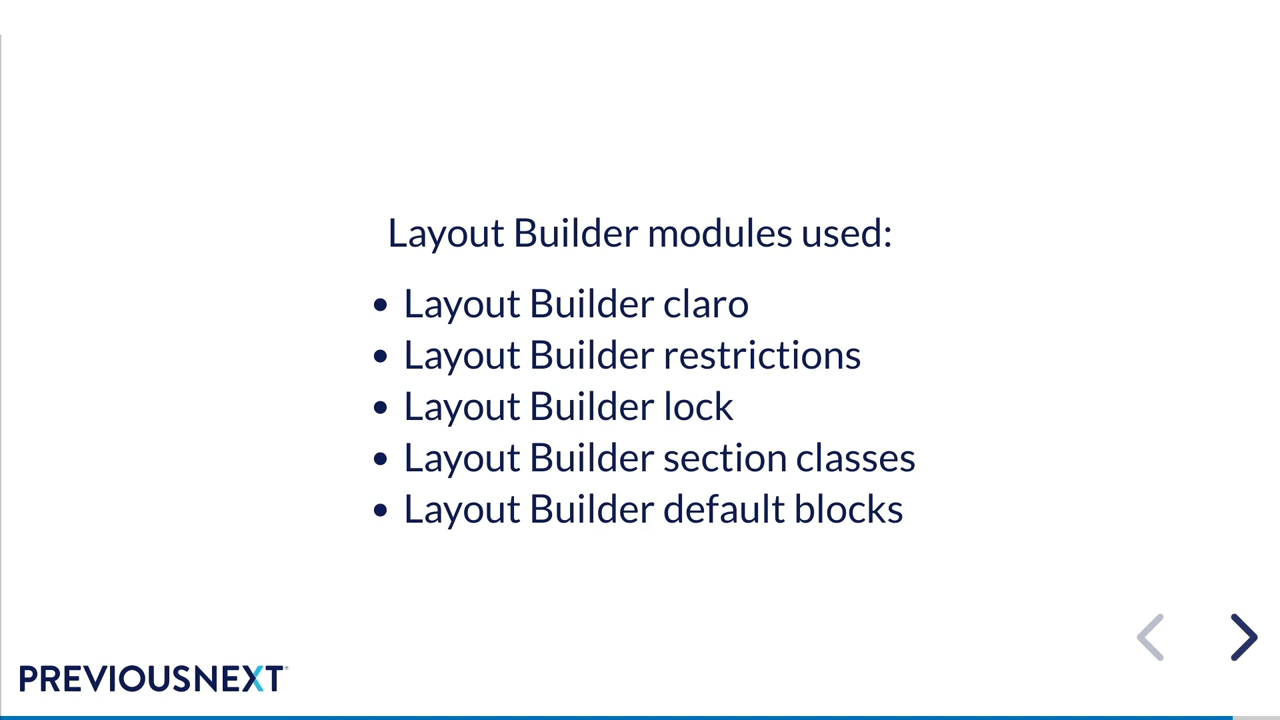 Layout Builder modules used:
• Layout Builder claro
• Layout Builder restrictions
• Layout Builder lock
• Layout Builder section classes
• Layout Builder default blocks
PREVIOUSNEXT